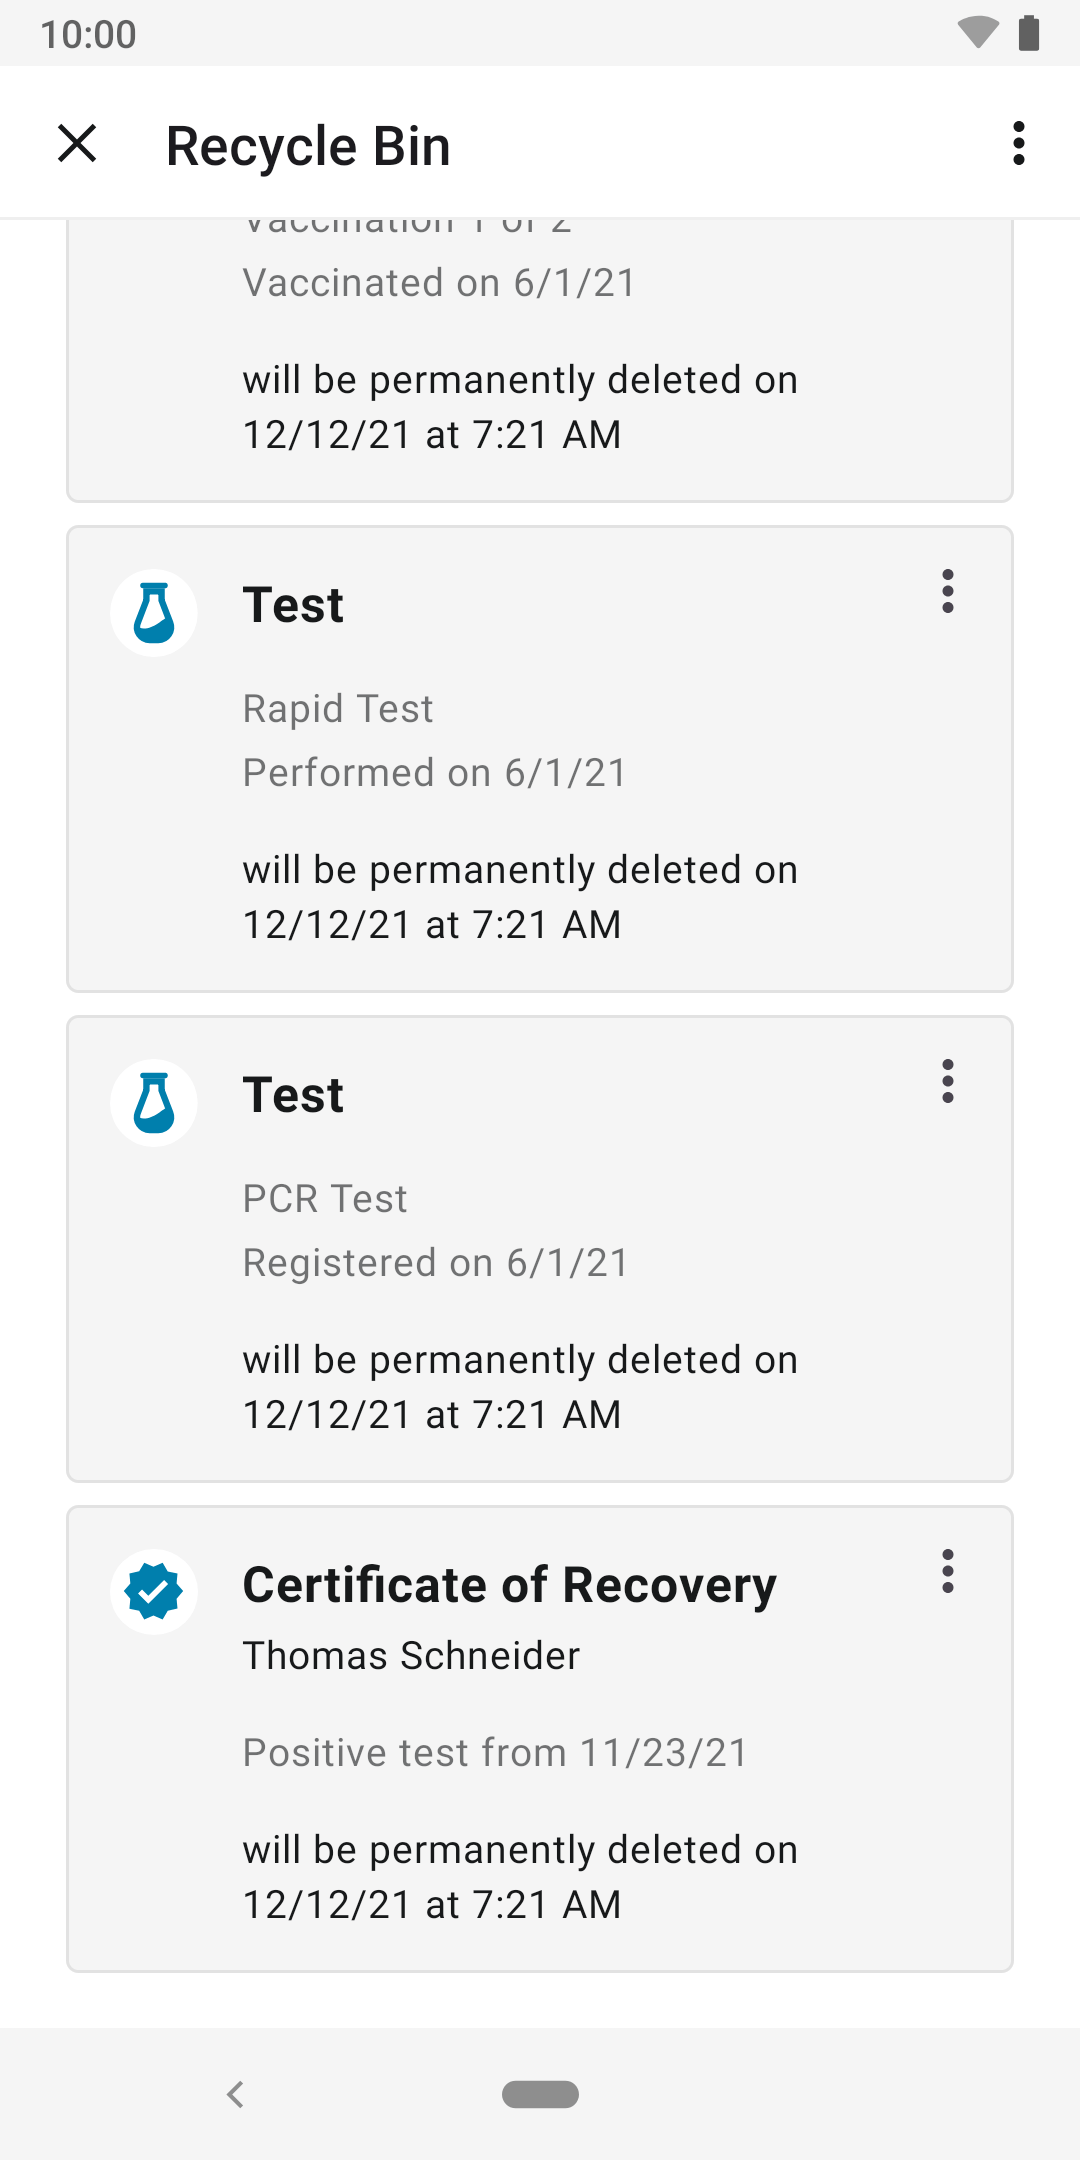 10:00
Recycle Bin
Vaccination 1 of 2
Vaccinated on 6/1/21
will be permanently deleted on
12/12/21 at 7:21 AM
Test
Rapid Test
Performed on 6/1/21
will be permanently deleted on
12/12/21 at 7:21 AM
Test
PCR Test
Registered on 6/1/21
will be permanently deleted on
12/12/21 at 7:21 AM
Certificate of Recovery
Thomas Schneider
Positive test from 11/23/21
will be permanently deleted on
12/12/21 at 7:21 AM